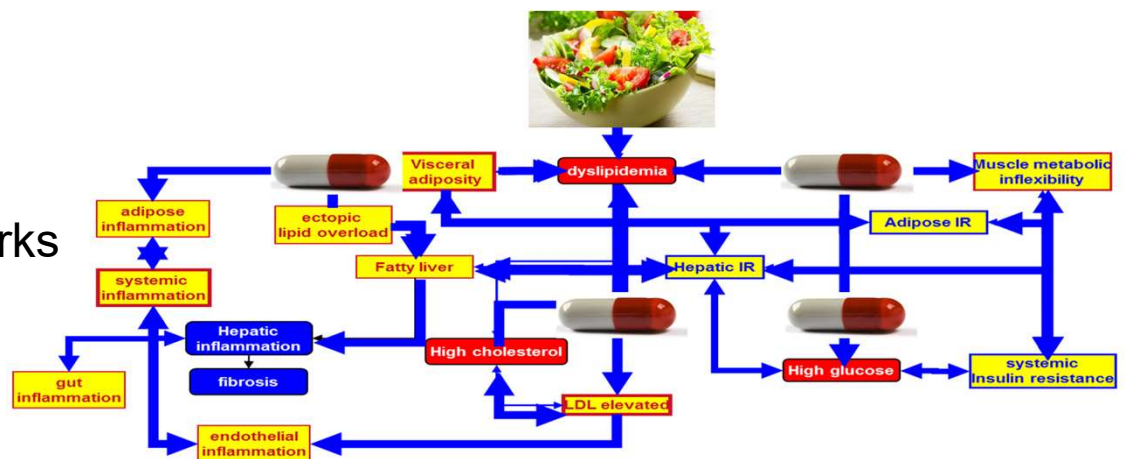 Visceral
adiposity
dyslipidemia
Muscle metabolic
inflexibility
adipose
inflammation
ectopic
lipid overload
Adipose IR
rks
Fatty liver
Hepatic IR
systemic
inflammation
Hepatic
inflammation
High cholesterol
High glucose
systemic
Insulin resistance
gut
inflammation
fibrosis
LDL elevated
endothelial
inflammation